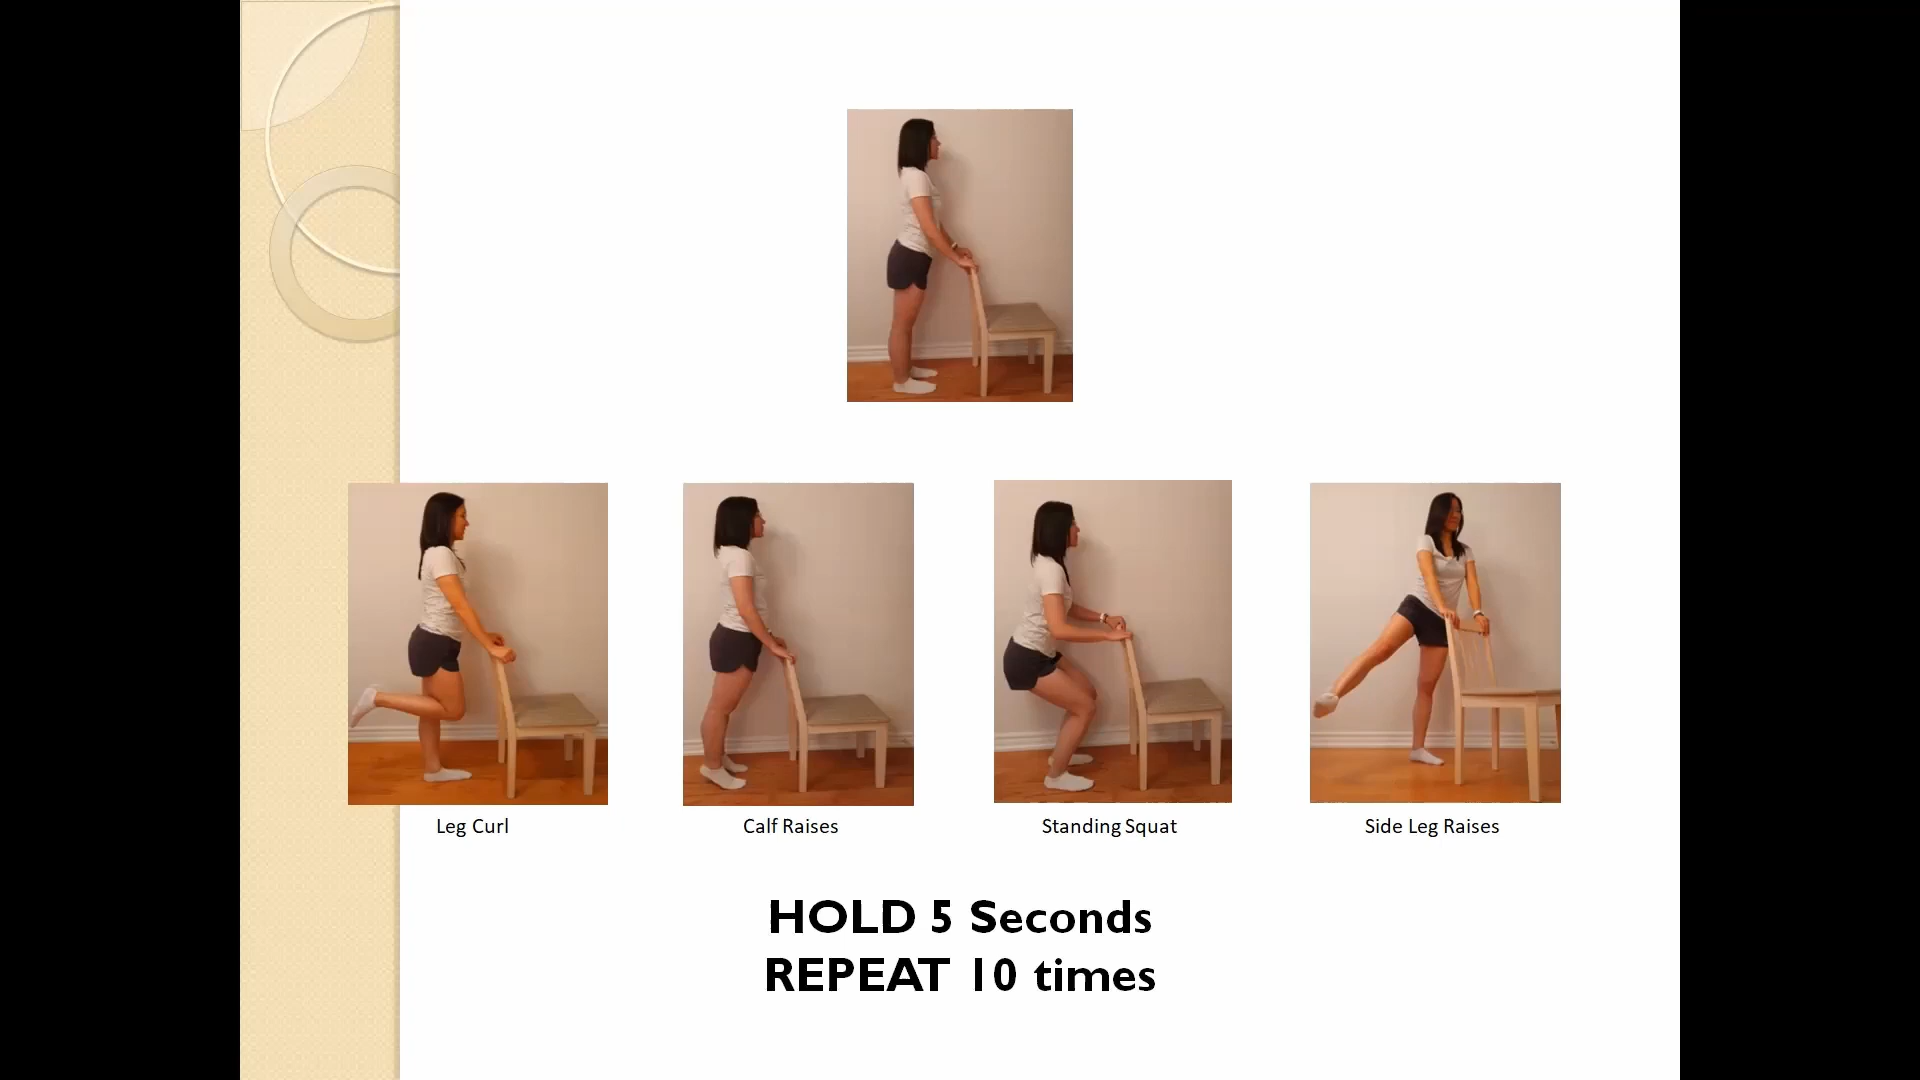 Leg Curl
Calf Raises
Standing Squat
Side Leg Raises
HOLD 5 Seconds
REPEAT 10 times